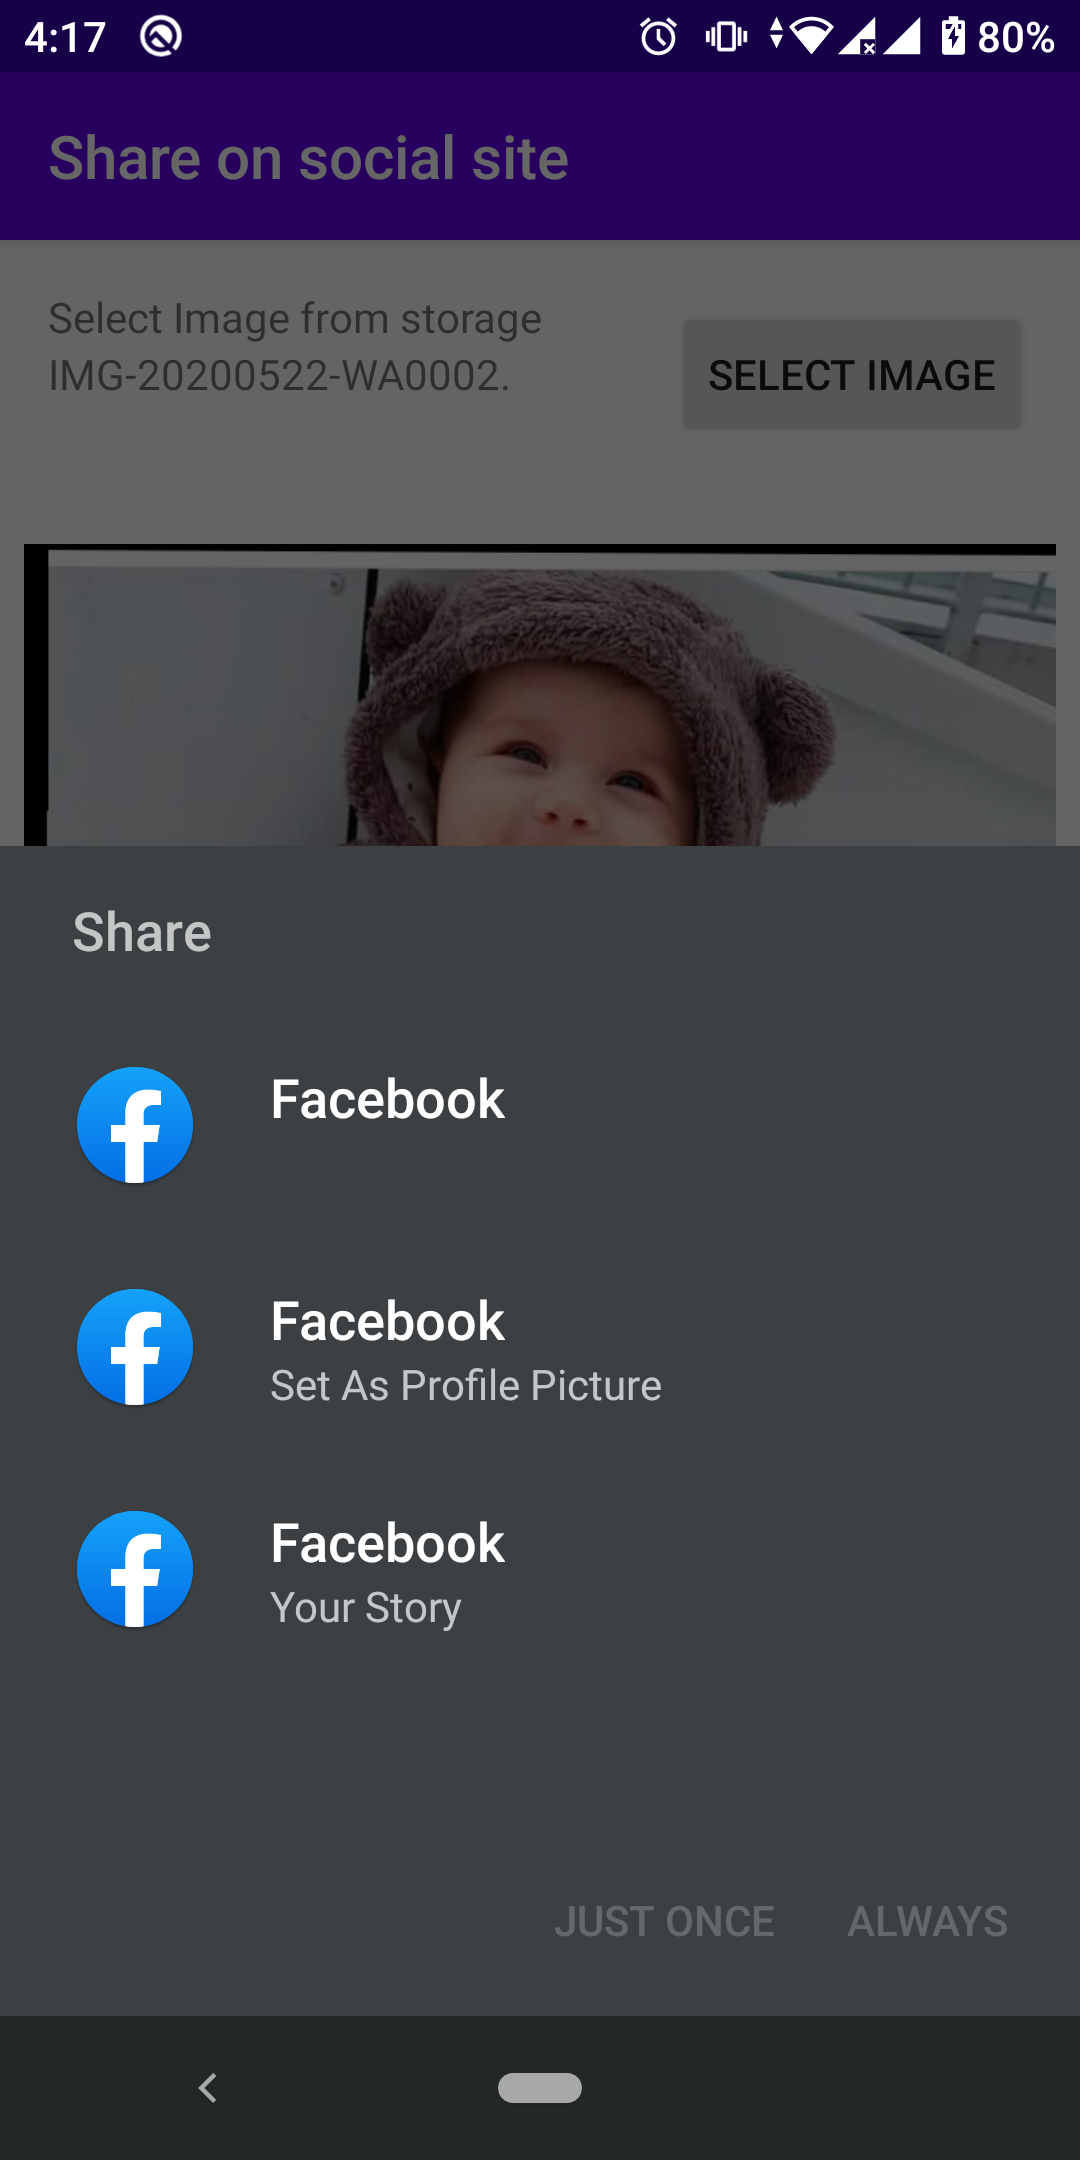 4:17
80%
Share on social site
Select Image from storage
IMG-20200522-WA0002.
SELECT IMAGE
Share
Facebook
Facebook
Set As Profile Picture
Facebook
Your Story
JUST ONCE
ALWAYS